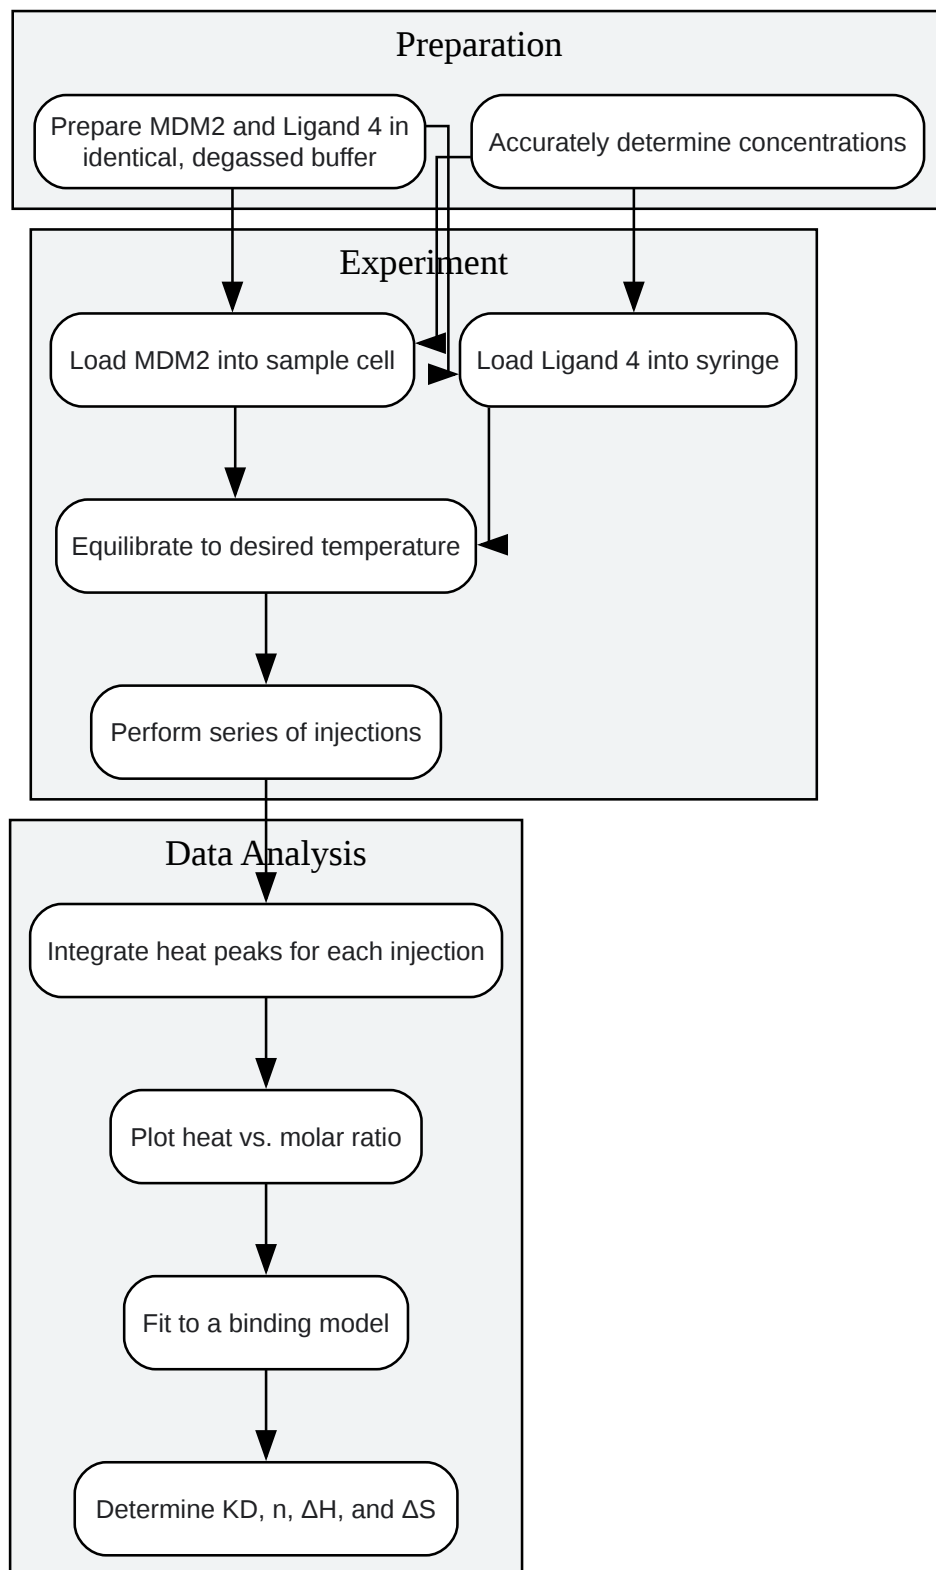 Preparation
Prepare MDM2 and Ligand 4 in
identical, degassed buffer
Accurately determine concentrations
Experiment
Load MDM2 into sample cell
Load Ligand 4 into syringe
Equilibrate to desired temperature
Perform series of injections
Data Analysis
Integrate heat peaks for each injection
Plot heat vs. molar ratio
Fit to a binding model
Determine KD, n, ΔH, and ΔS